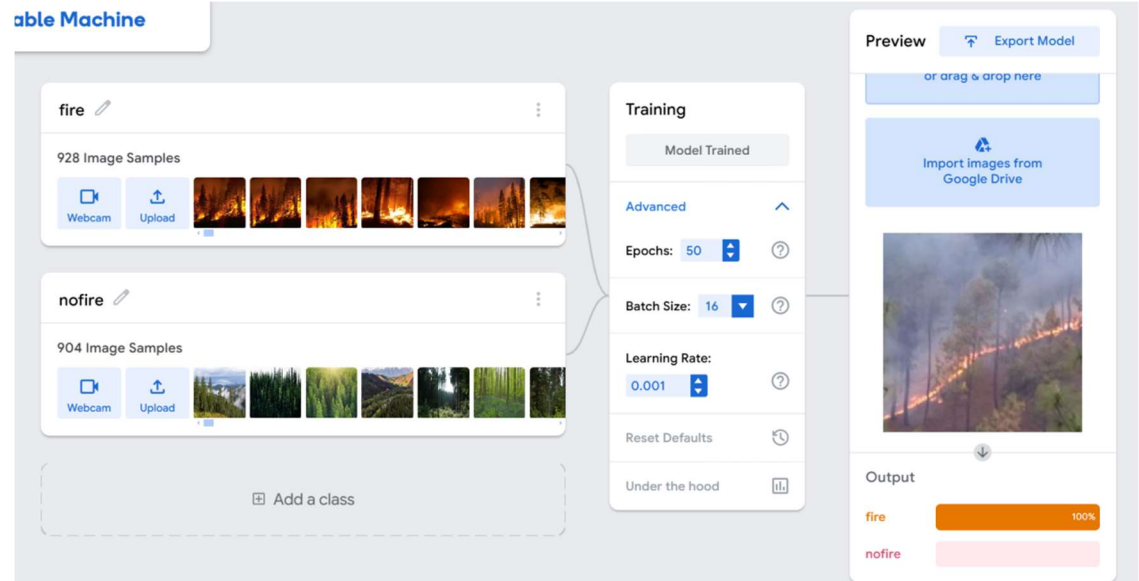 able Machine
fire
928 Image Samples
Webcam
Upload
nofire
904 Image Samples
Webcam
Upload
Add a class
Training
Model Trained
Advanced
Epochs: 50
Batch Size: 16
Learning Rate:
0.001
Reset Defaults
Under the hood
Preview
Export Model
or drag & drop here
Import images from
Google Drive
Output
fire 100%
nofire